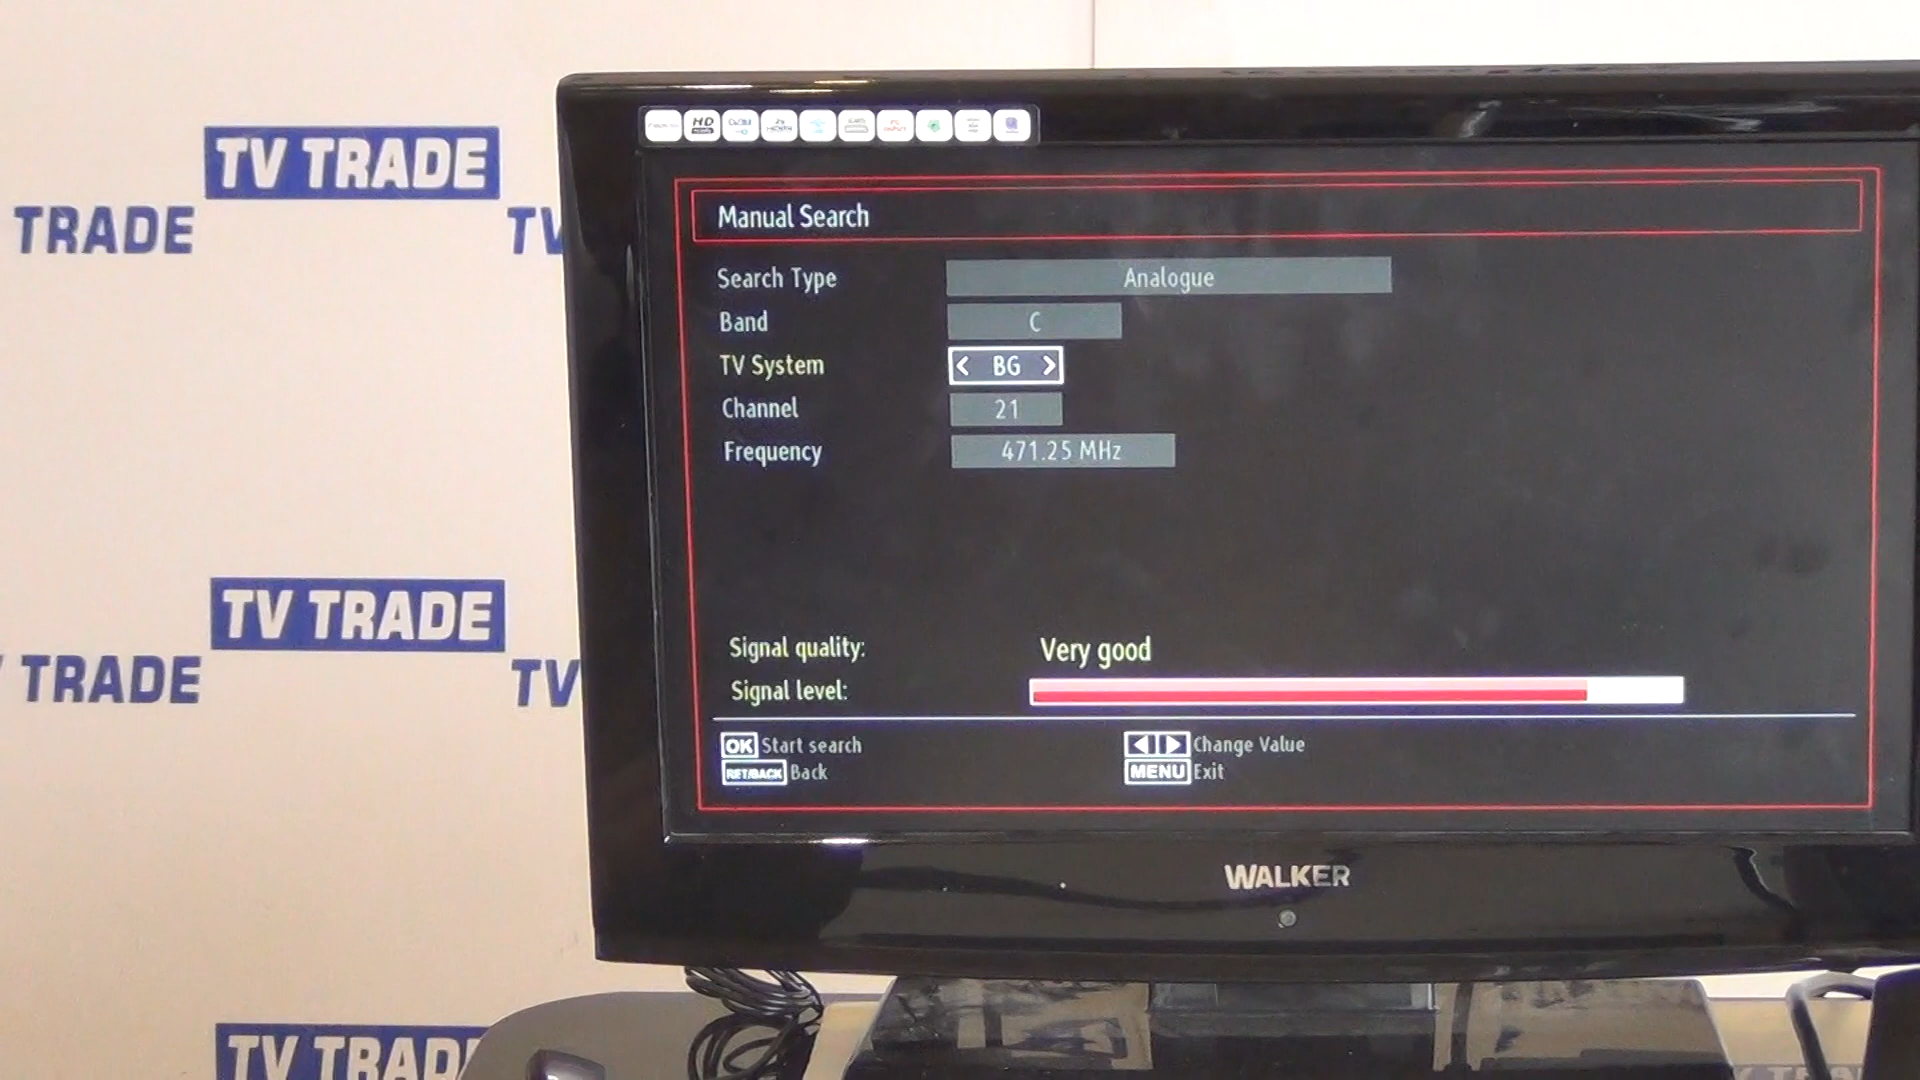 TV TRADE
TRADE
TV
HD
Manual Search
Search Type Analogue
Band C
TV System < BG >
Channel 21
Frequency 471.25 MHz
TV TRADE
TRADE
TV
Signal quality: Very good
Signal level:
OK Start search
Change Value
RET/BACK Back
MENU Exit
WALKER
TV TRAD